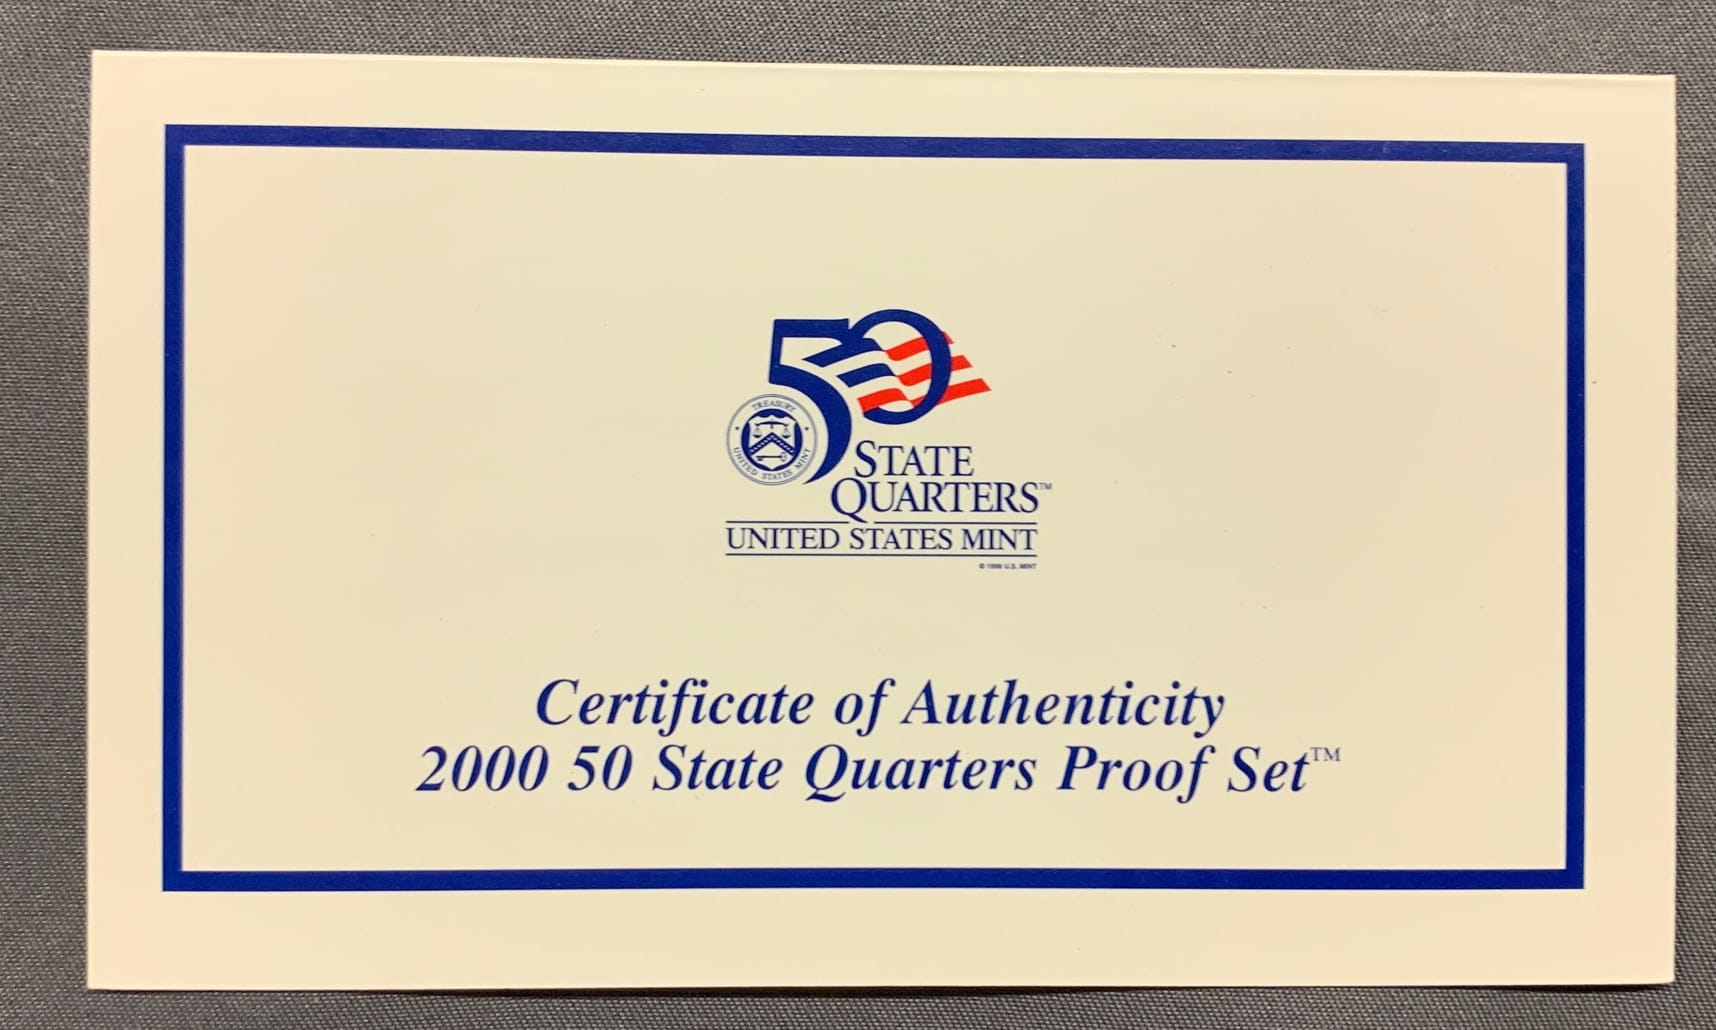 50
TREASURY
UNITED STATES MINT
STATE
QUARTERS™
UNITED STATES MINT
Certificate of Authenticity
2000 50 State Quarters Proof Set™